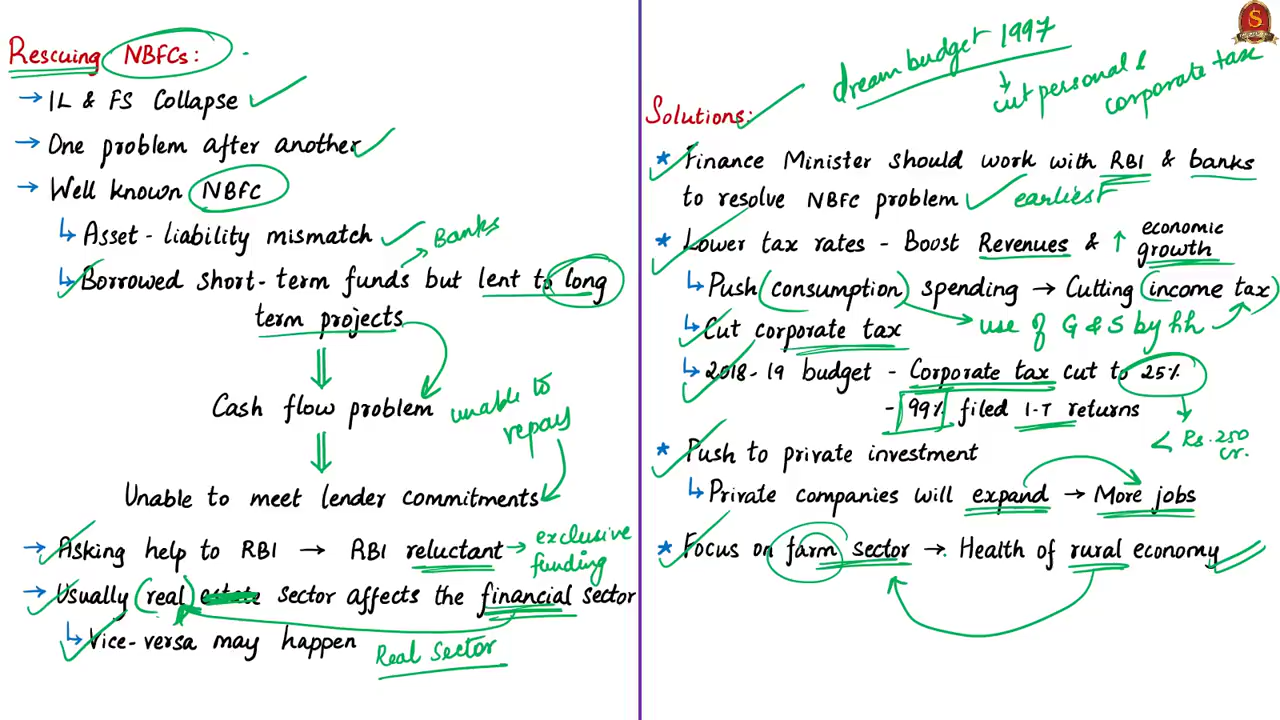 Rescuing NBFCs:
→ IL & FS Collapse
→ One problem after another
→ Well known NBFC
↳ Asset-liability mismatch
Banks
↳ Borrowed short-term funds but lent to long
term projects
Cash flow problem
unable to
repay
Unable to meet lender commitments
→ Asking help to RBI → RBI reluctant → exclusive
funding
→ Usually real estate sector affects the financial sector
↳ Vice-versa may happen
Real Sector
dream budget 1997
cut personal &
corporate tax
Solutions:
* Finance Minister should work with RBI & banks
to resolve NBFC problem earliest
* Lower tax rates - Boost Revenues & ↑ economic
growth
↳ Push (consumption) spending → Cutting income tax
→ use of G & S by hh
↳ Cut corporate tax
↳ 2018-19 budget - Corporate tax cut to 25%
- 99% filed I-T returns
< Rs. 250
cr.
* Push to private investment
↳ Private companies will expand → More jobs
* Focus on farm sector → Health of rural economy
S